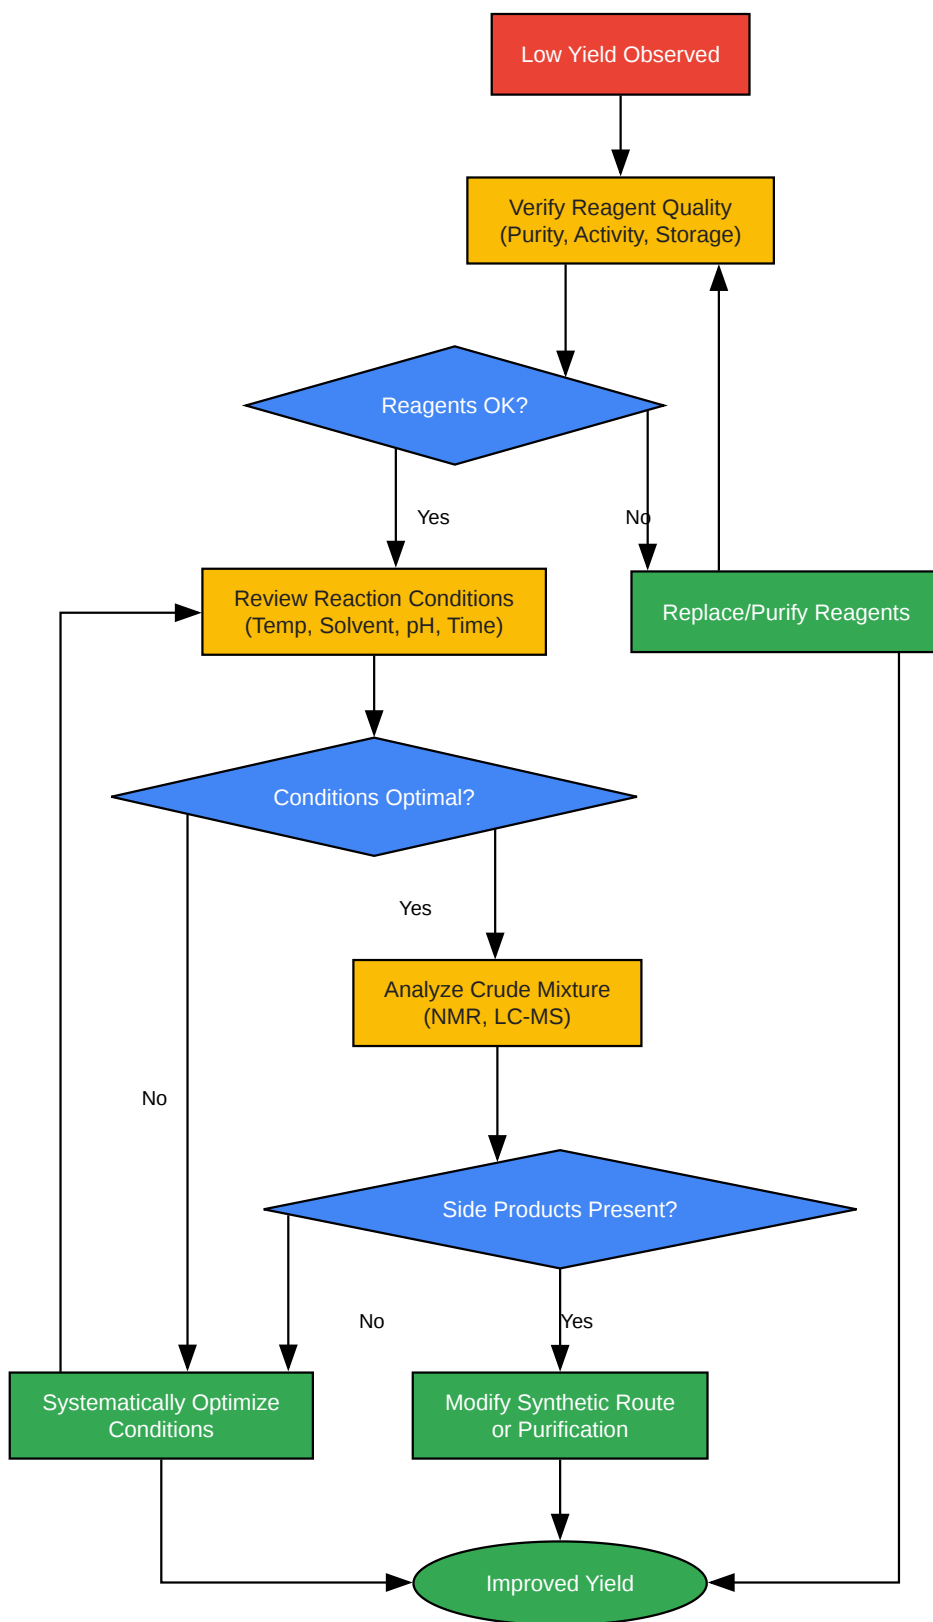 Low Yield Observed
Verify Reagent Quality
(Purity, Activity, Storage)
Reagents OK?
Yes
No
Review Reaction Conditions
(Temp, Solvent, pH, Time)
Replace/Purify Reagents
Conditions Optimal?
Yes
Analyze Crude Mixture
(NMR, LC-MS)
No
Side Products Present?
No
Yes
Systematically Optimize
Conditions
Modify Synthetic Route
or Purification
Improved Yield